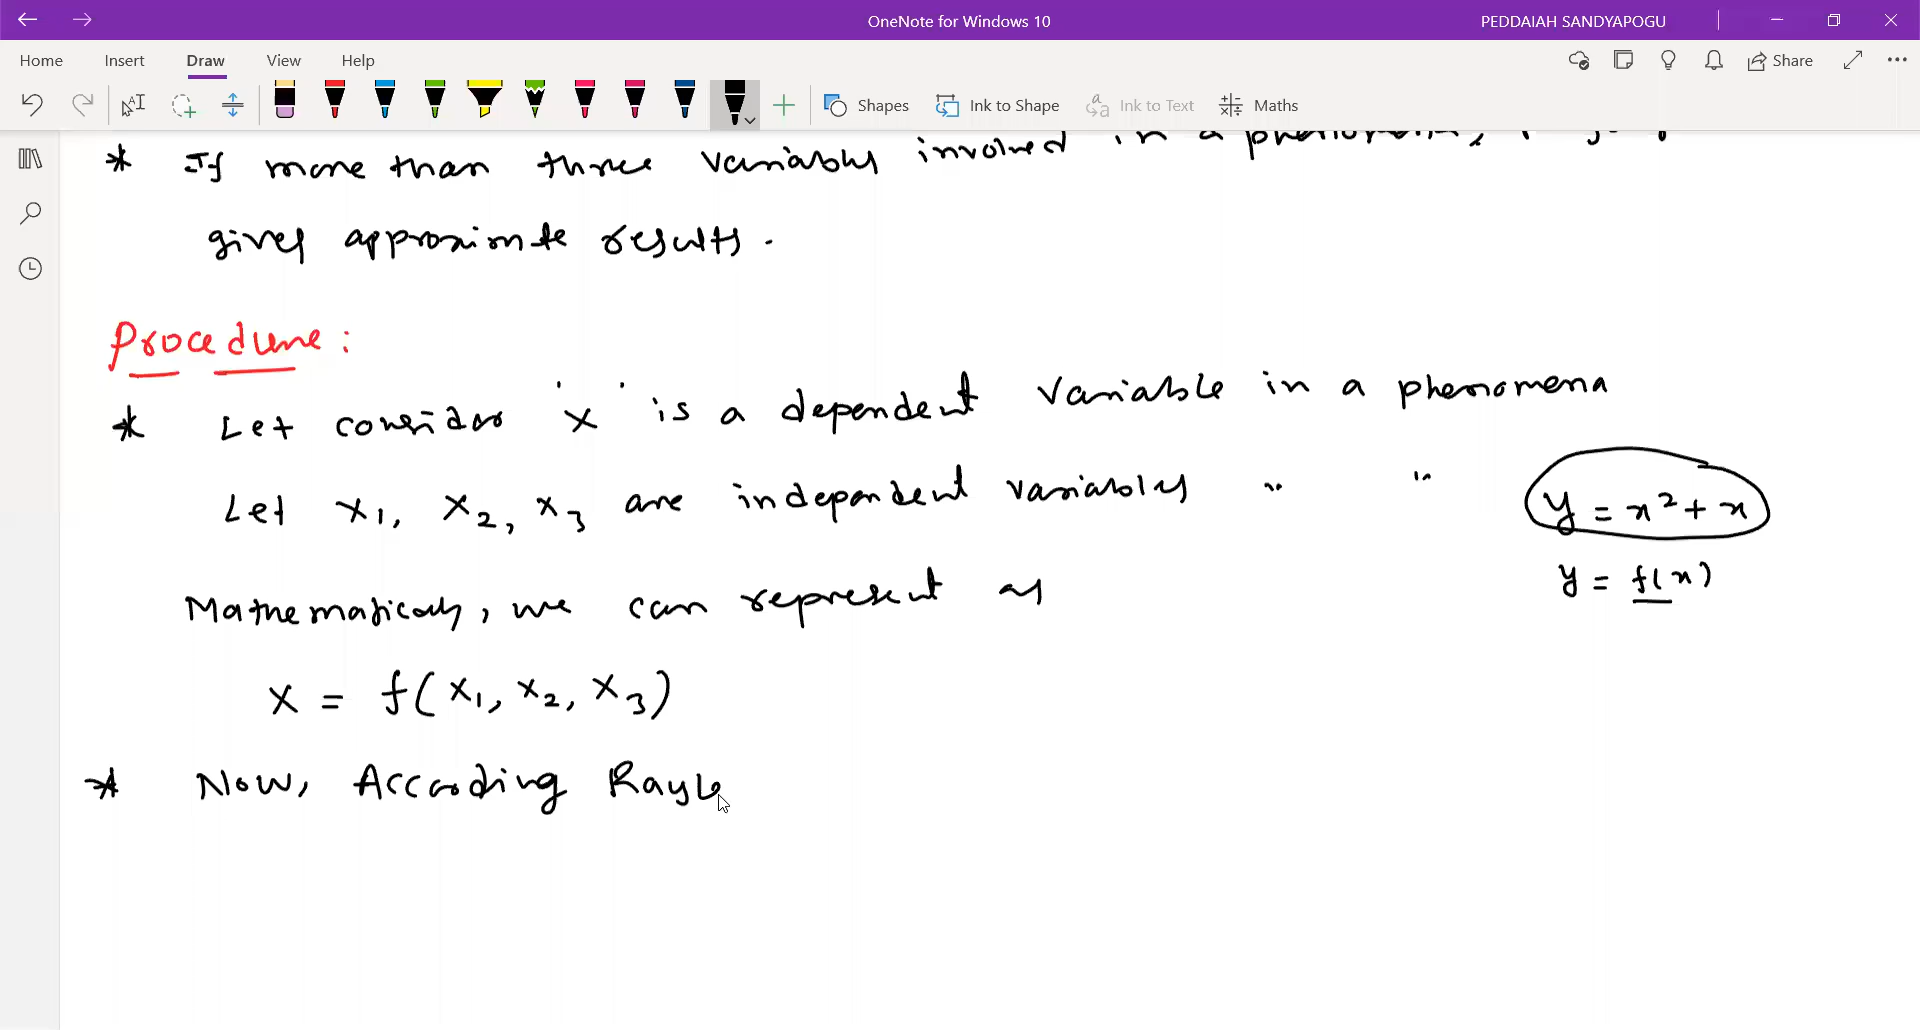 OneNote for Windows 10
PEDDAIAH SANDYAPOGU
Home Insert Draw View Help
Share
Shapes Ink to Shape Ink to Text Maths
* If more than three variables involved in a phenomena,
gives approximate results.
Procedure:
* Let consider 'X' is a dependent variable in a phenomena
Let X1, X2, X3 are independent variables " "
y = x² + x
y = f(x)
Mathematically, we can represent as
X = f(X1, X2, X3)
* Now, According Rayle